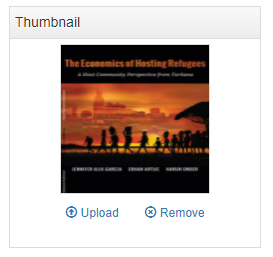 Thumbnail
The Economics of Hosting Refugees
A Host Community Perspective from Turkana
JENNIFER ALIX-GARCIA ERHAN ARTUC HARUN ONDER
Upload Remove